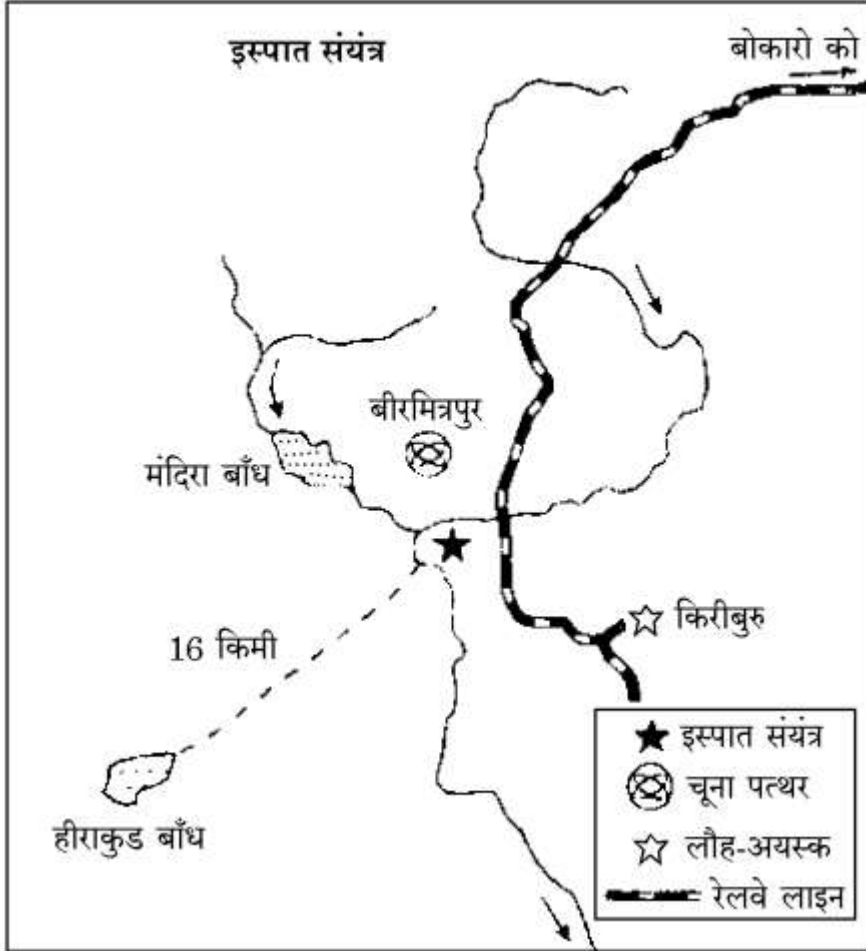 इस्पात संयंत्र
बोकारो को
बीरमित्रपुर
मंदिरा बाँध
किरीबुरु
16 किमी
हीराकुड बाँध
इस्पात संयंत्र
चूना पत्थर
लौह-अयस्क
रेलवे लाइन